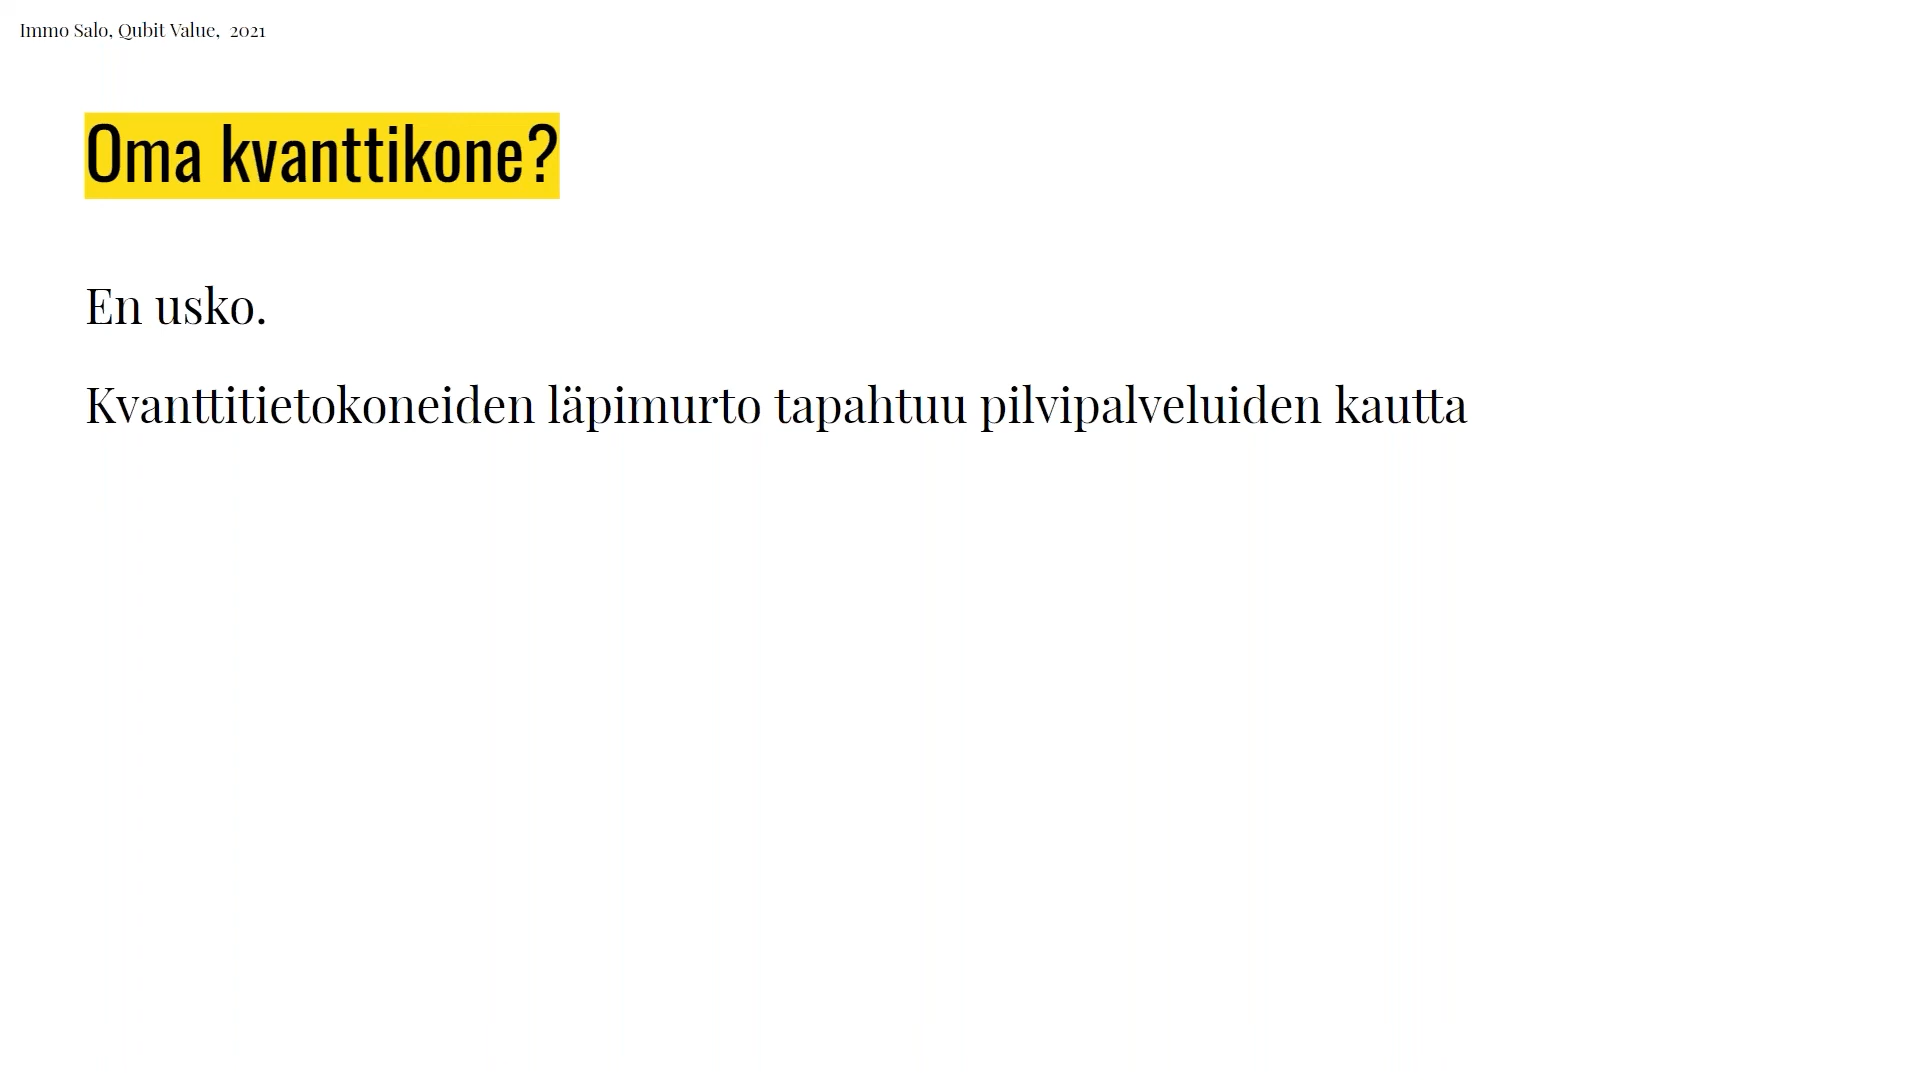 Immo Salo, Qubit Value, 2021
Oma kvanttikone?
En usko.
Kvanttitietokoneiden läpimurto tapahtuu pilvipalveluiden kautta